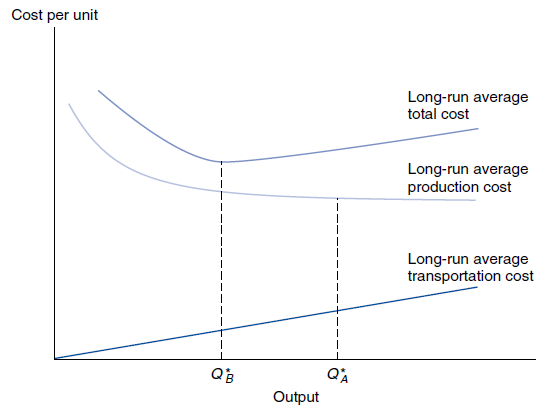 Cost per unit
Long-run average
total cost
Long-run average
production cost
Long-run average
transportation cost
Q*B
Q*A
Output